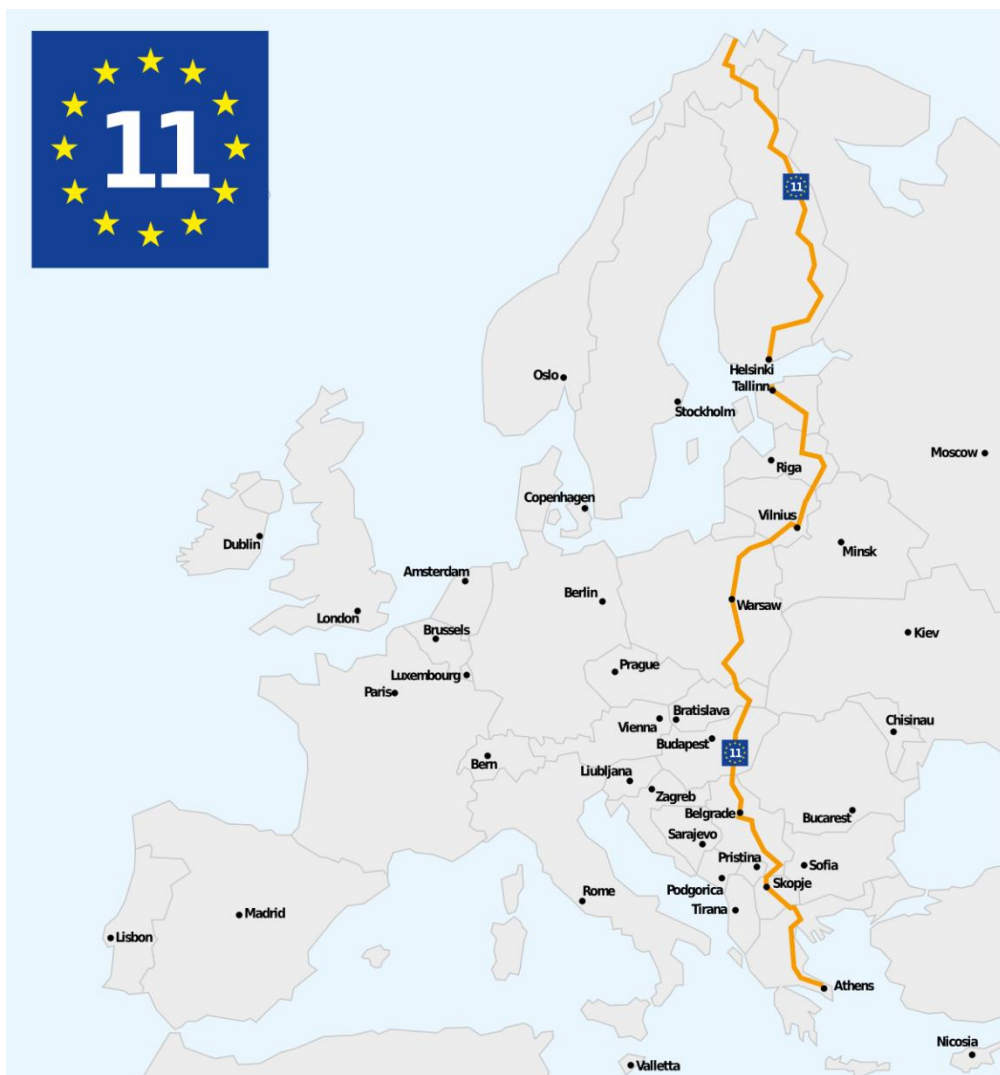 11
11
Helsinki
Oslo
Tallinn
Stockholm
Moscow
Riga
Copenhagen
Vilnius
Dublin
Minsk
Amsterdam
Berlin
Warsaw
London
Brussels
Kiev
Prague
Luxembourg
Paris
Bratislava
Chisinau
Vienna
Budapest
11
Bern
Liubljana
Zagreb
Belgrade
Bucarest
Sarajevo
Pristina
Sofia
Podgorica
Skopje
Rome
Tirana
Madrid
Lisbon
Athens
Nicosia
Valletta